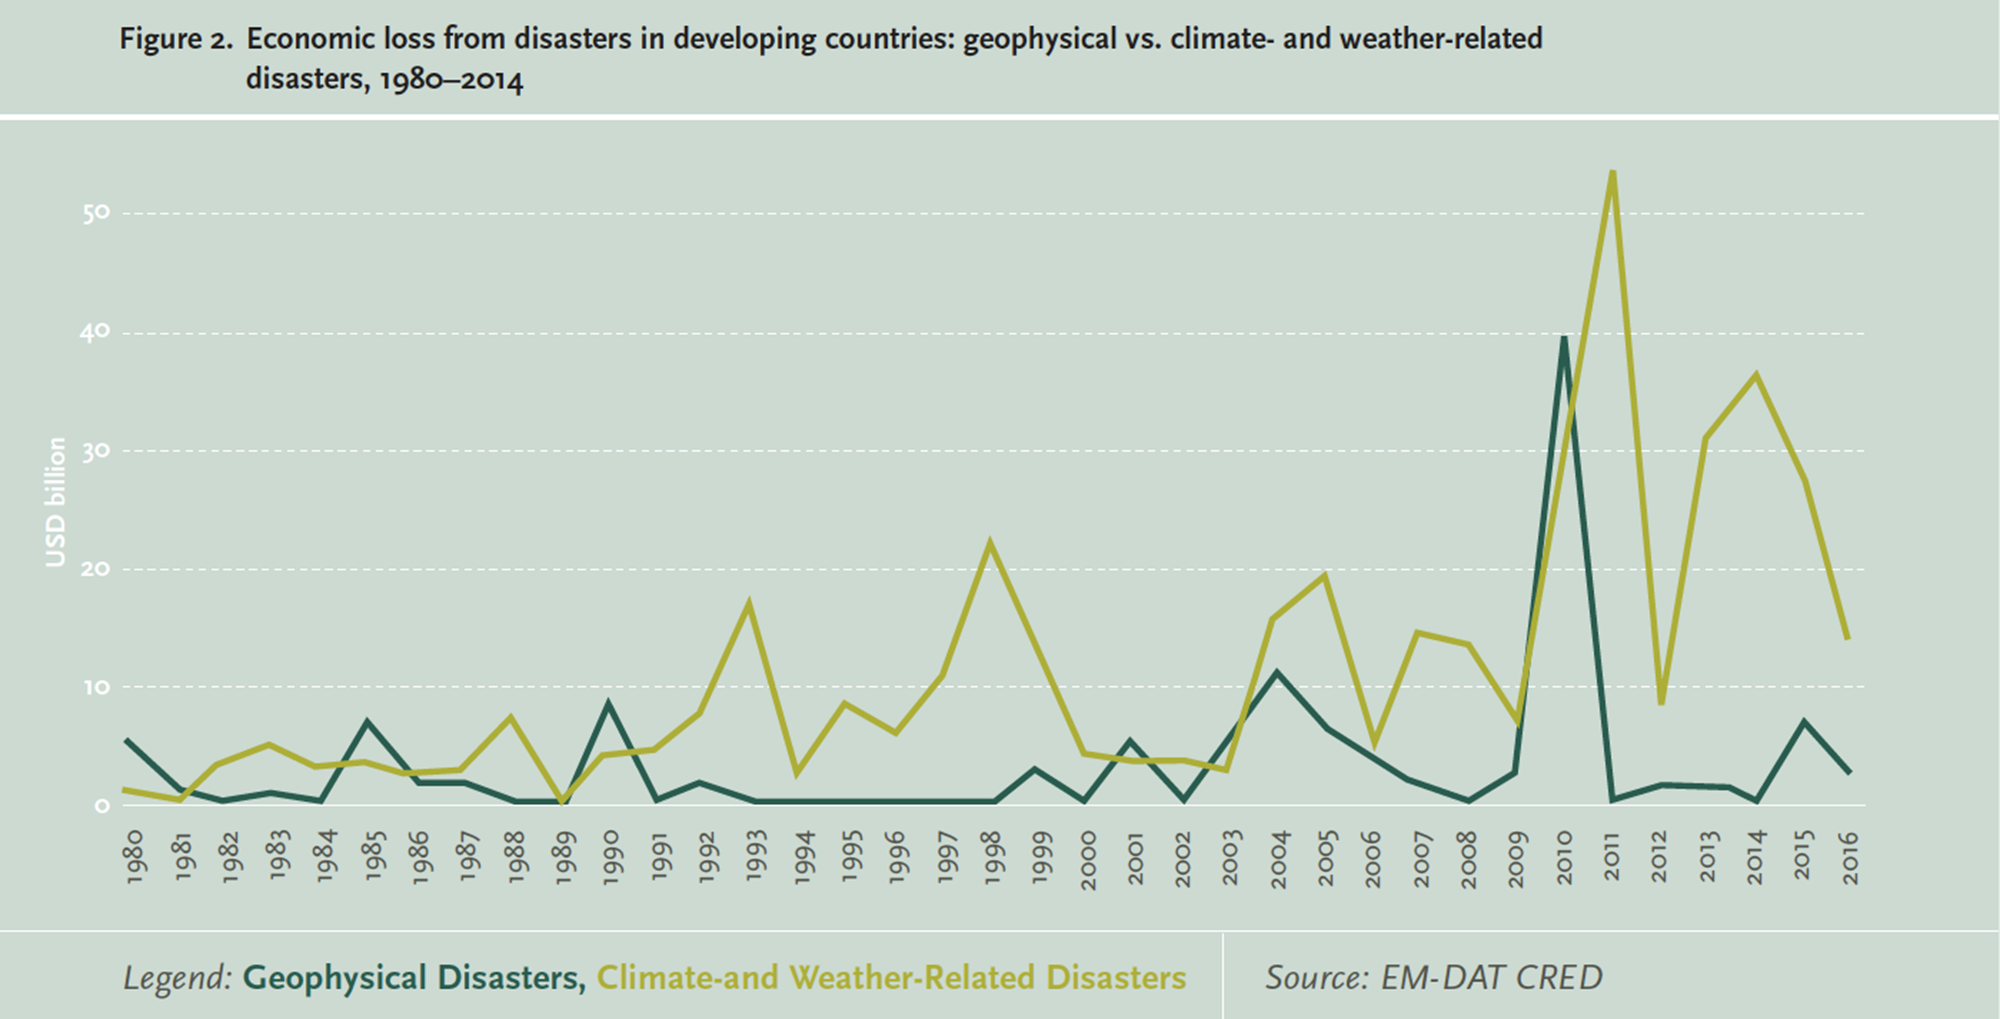 Figure 2. Economic loss from disasters in developing countries: geophysical vs. climate- and weather-related
disasters, 1980–2014
50
40
30
20
10
0
USD billion
1980 1981 1982 1983 1984 1985 1986 1987 1988 1989 1990 1991 1992 1993 1994 1995 1996 1997 1998 1999 2000 2001 2002 2003 2004 2005 2006 2007 2008 2009 2010 2011 2012 2013 2014 2015 2016
Legend: Geophysical Disasters, Climate-and Weather-Related Disasters
Source: EM-DAT CRED